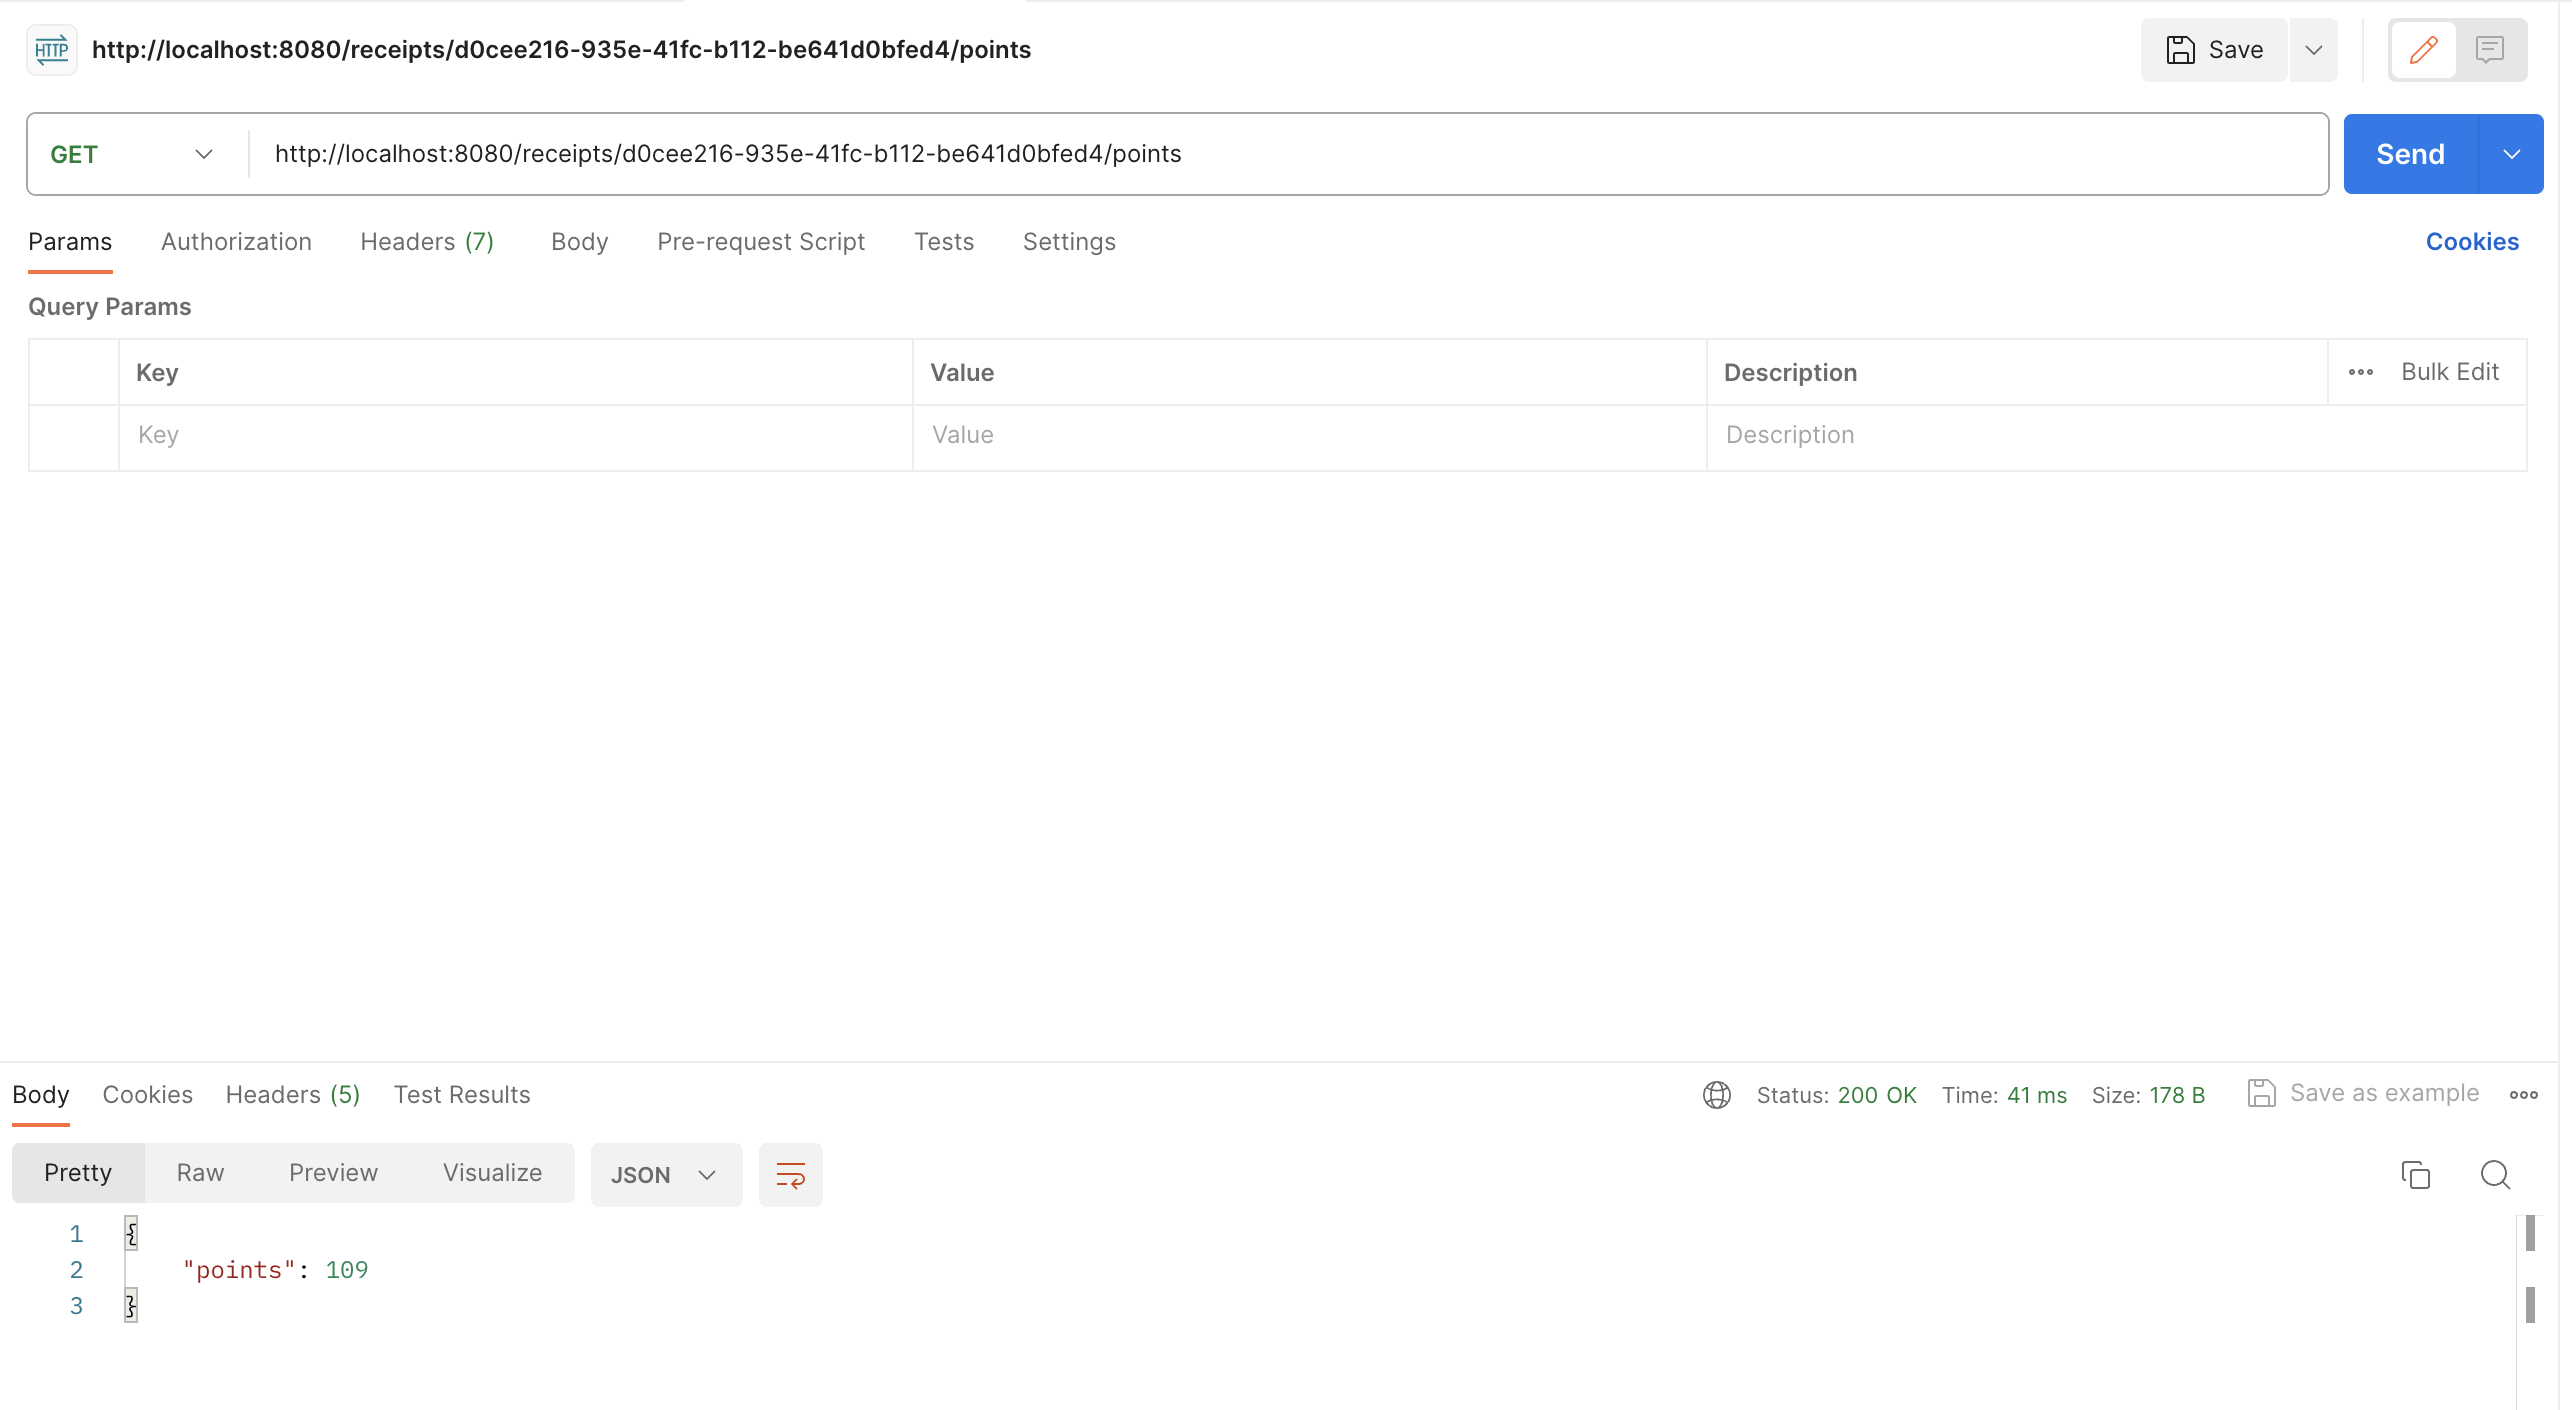 HTTP http://localhost:8080/receipts/d0cee216-935e-41fc-b112-be641d0bfed4/points Save
GET http://localhost:8080/receipts/d0cee216-935e-41fc-b112-be641d0bfed4/points Send
Params Authorization Headers (7) Body Pre-request Script Tests Settings Cookies
Query Params
Key Value Description Bulk Edit
Key Value Description
Body Cookies Headers (5) Test Results Status: 200 OK Time: 41 ms Size: 178 B Save as example
Pretty Raw Preview Visualize JSON
1 {
2 "points": 109
3 }